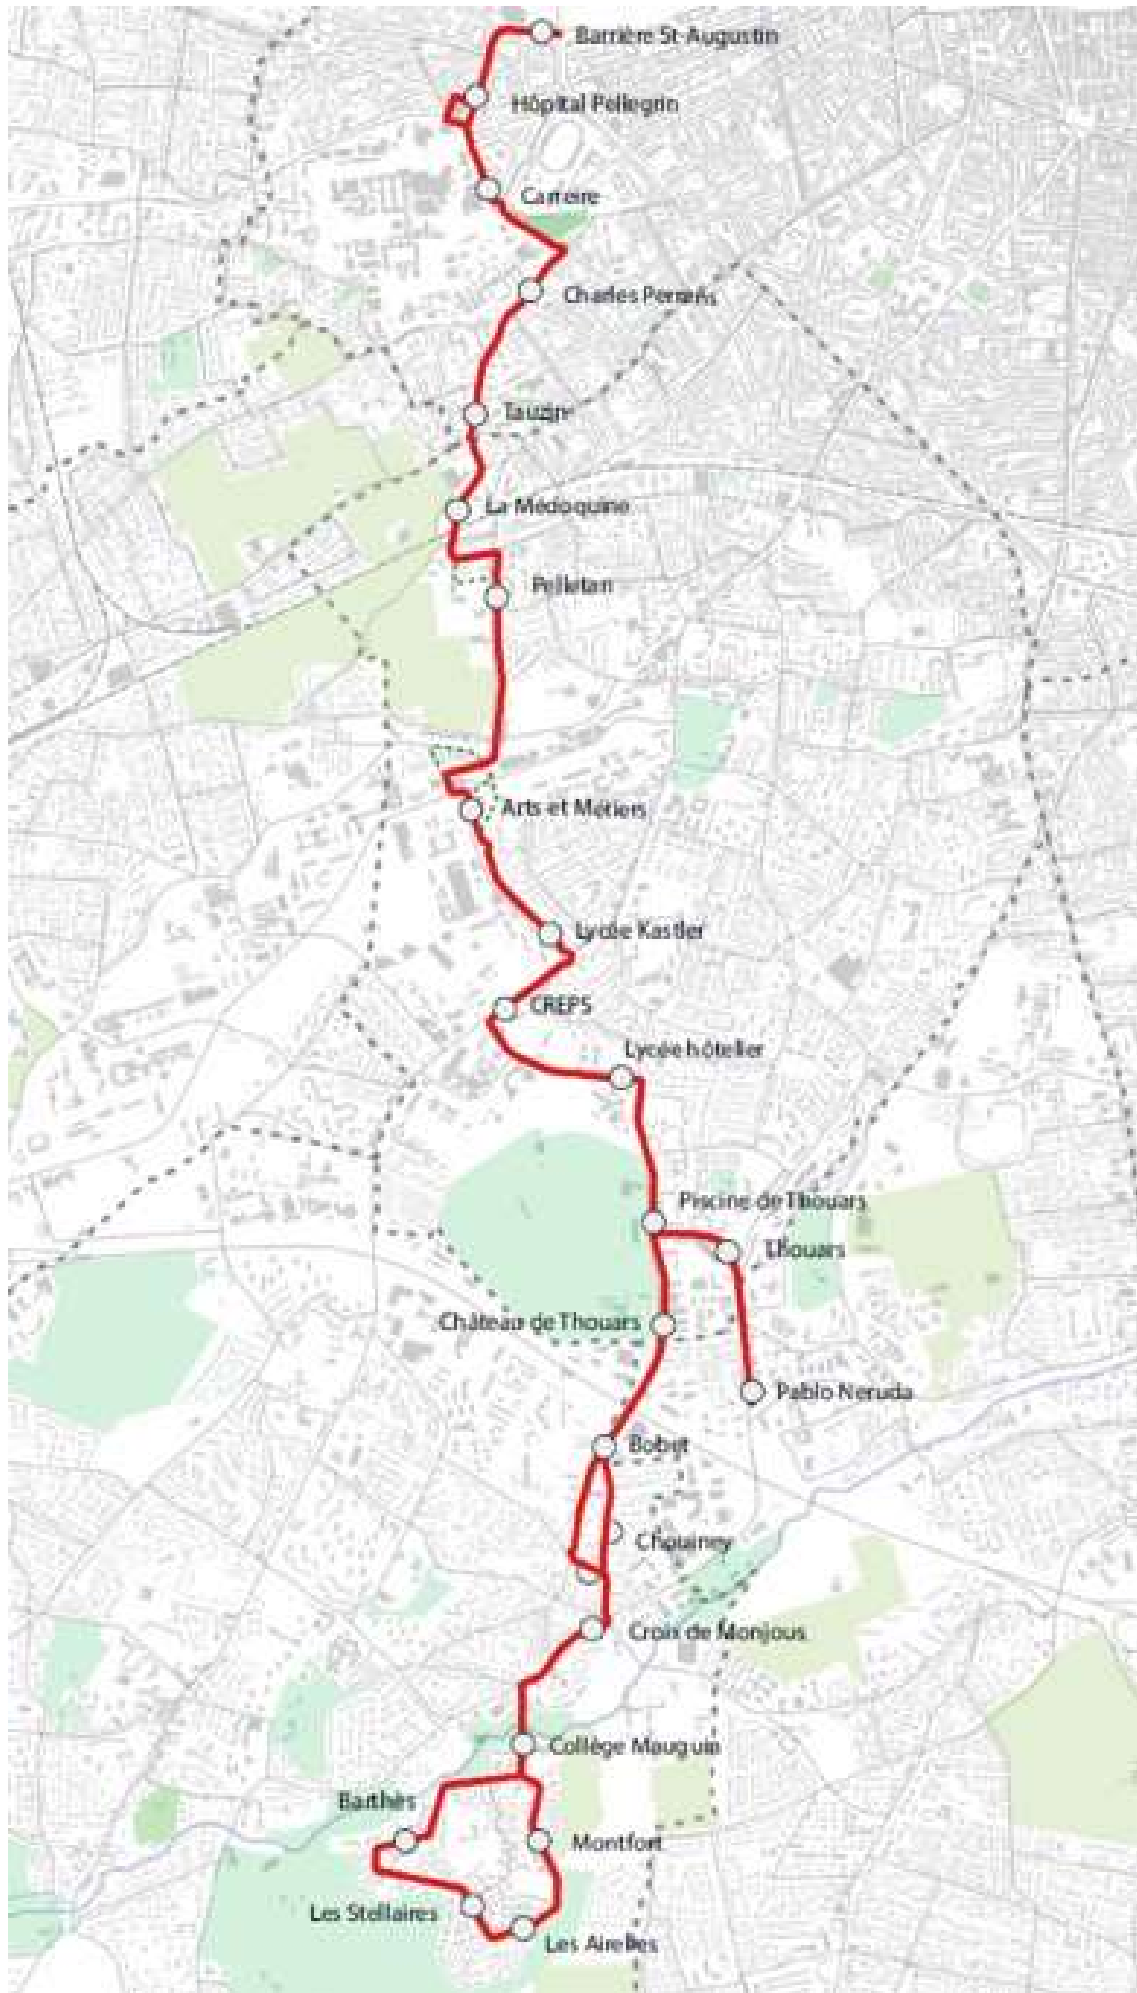 Barrière St Augustin
Hôpital Pellegrin
Carreire
Charles Perrens
Tauzin
La Médoquine
Pelletan
Arts et Métiers
Lycée Kastler
CREPS
Lycée hôtelier
Piscine de Thouars
Thouars
Château de Thouars
Pablo Neruda
Bobet
Chouiney
Croix de Monjous
Collège Mauguin
Barthès
Montfort
Les Stellaires
Les Airelles